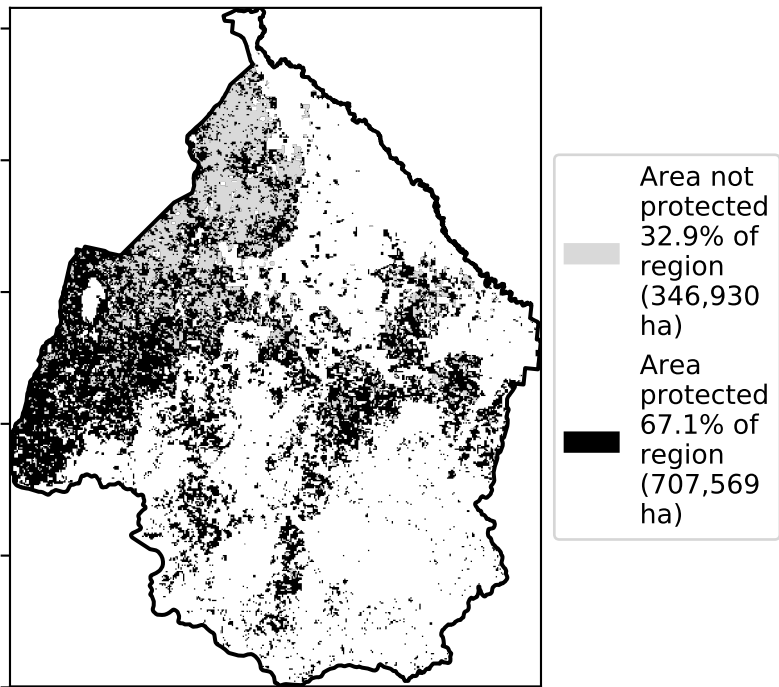 Area not
protected
32.9% of
region
(346,930
ha)
Area
protected
67.1% of
region
(707,569
ha)